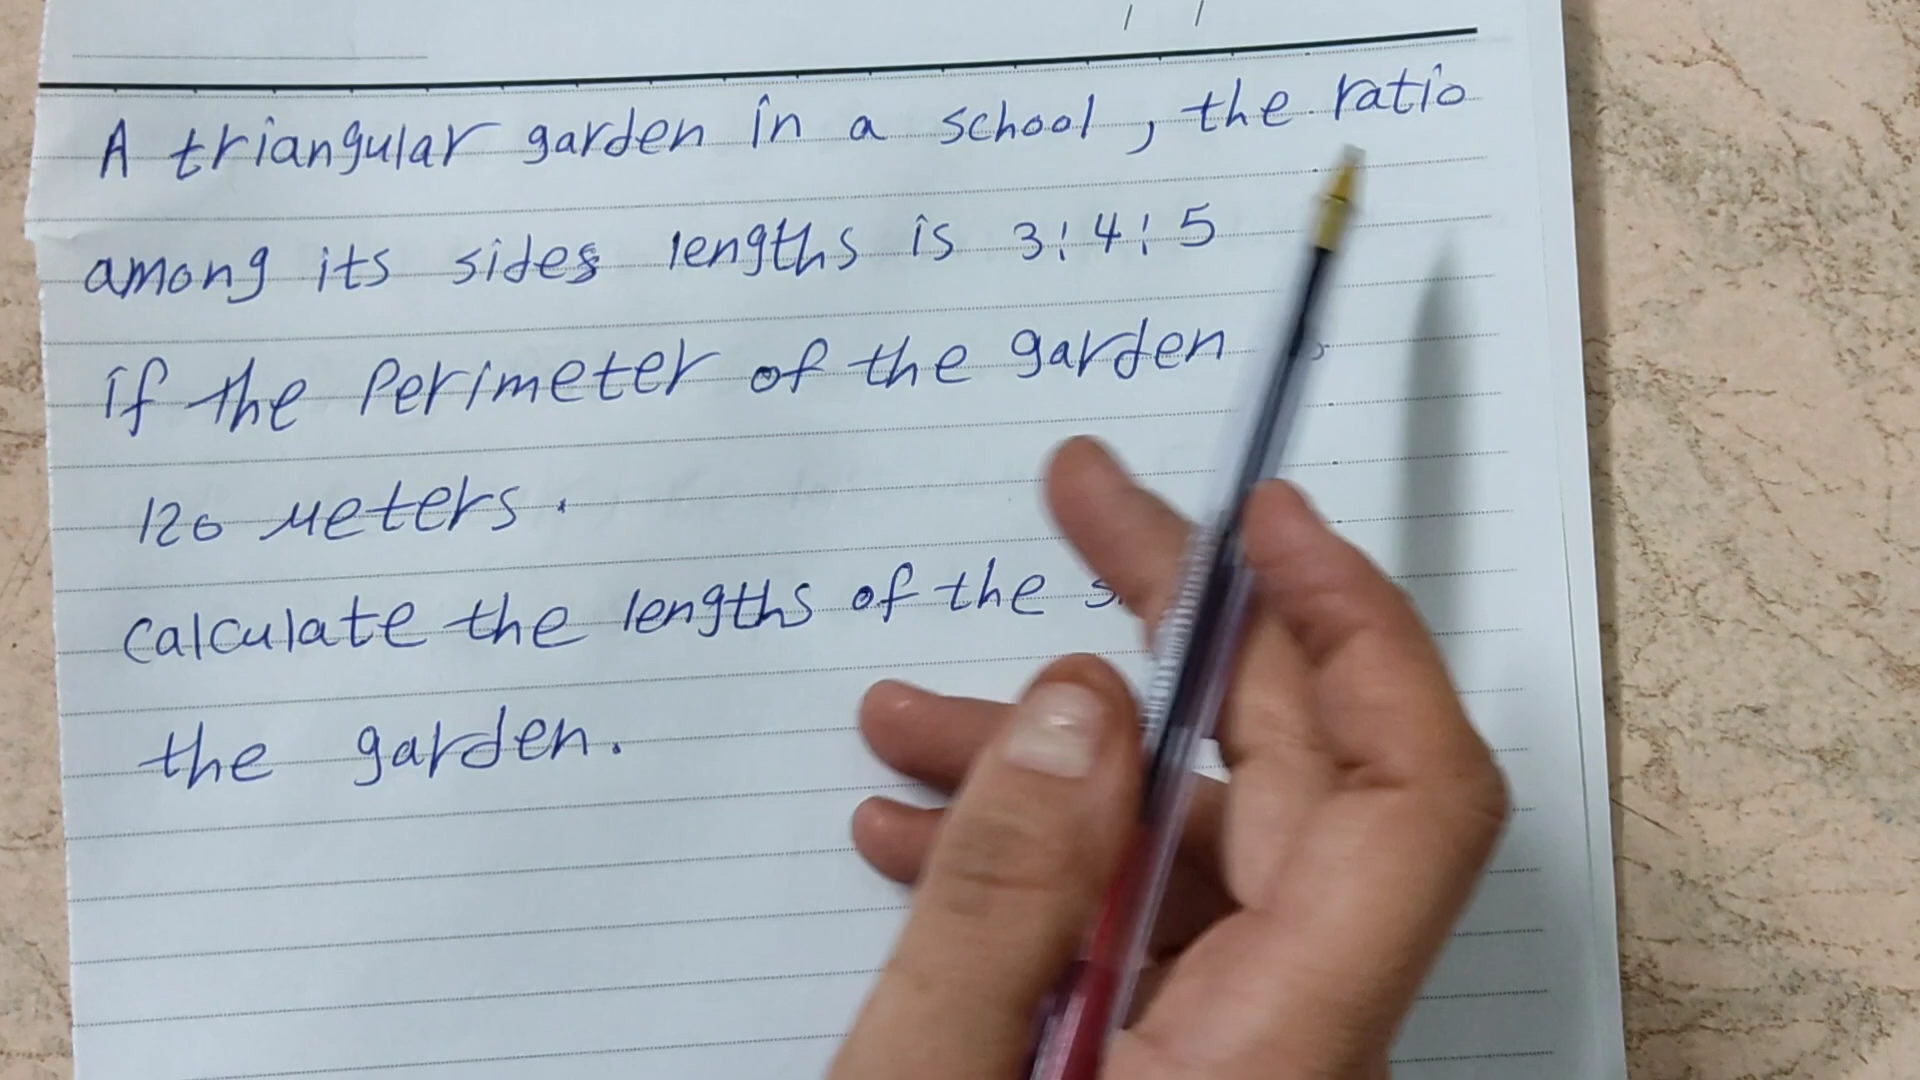 A triangular garden in a school, the ratio
among its sides lengths is 3:4:5
if the Perimeter of the garden
120 meters.
calculate the lengths of the
the garden.